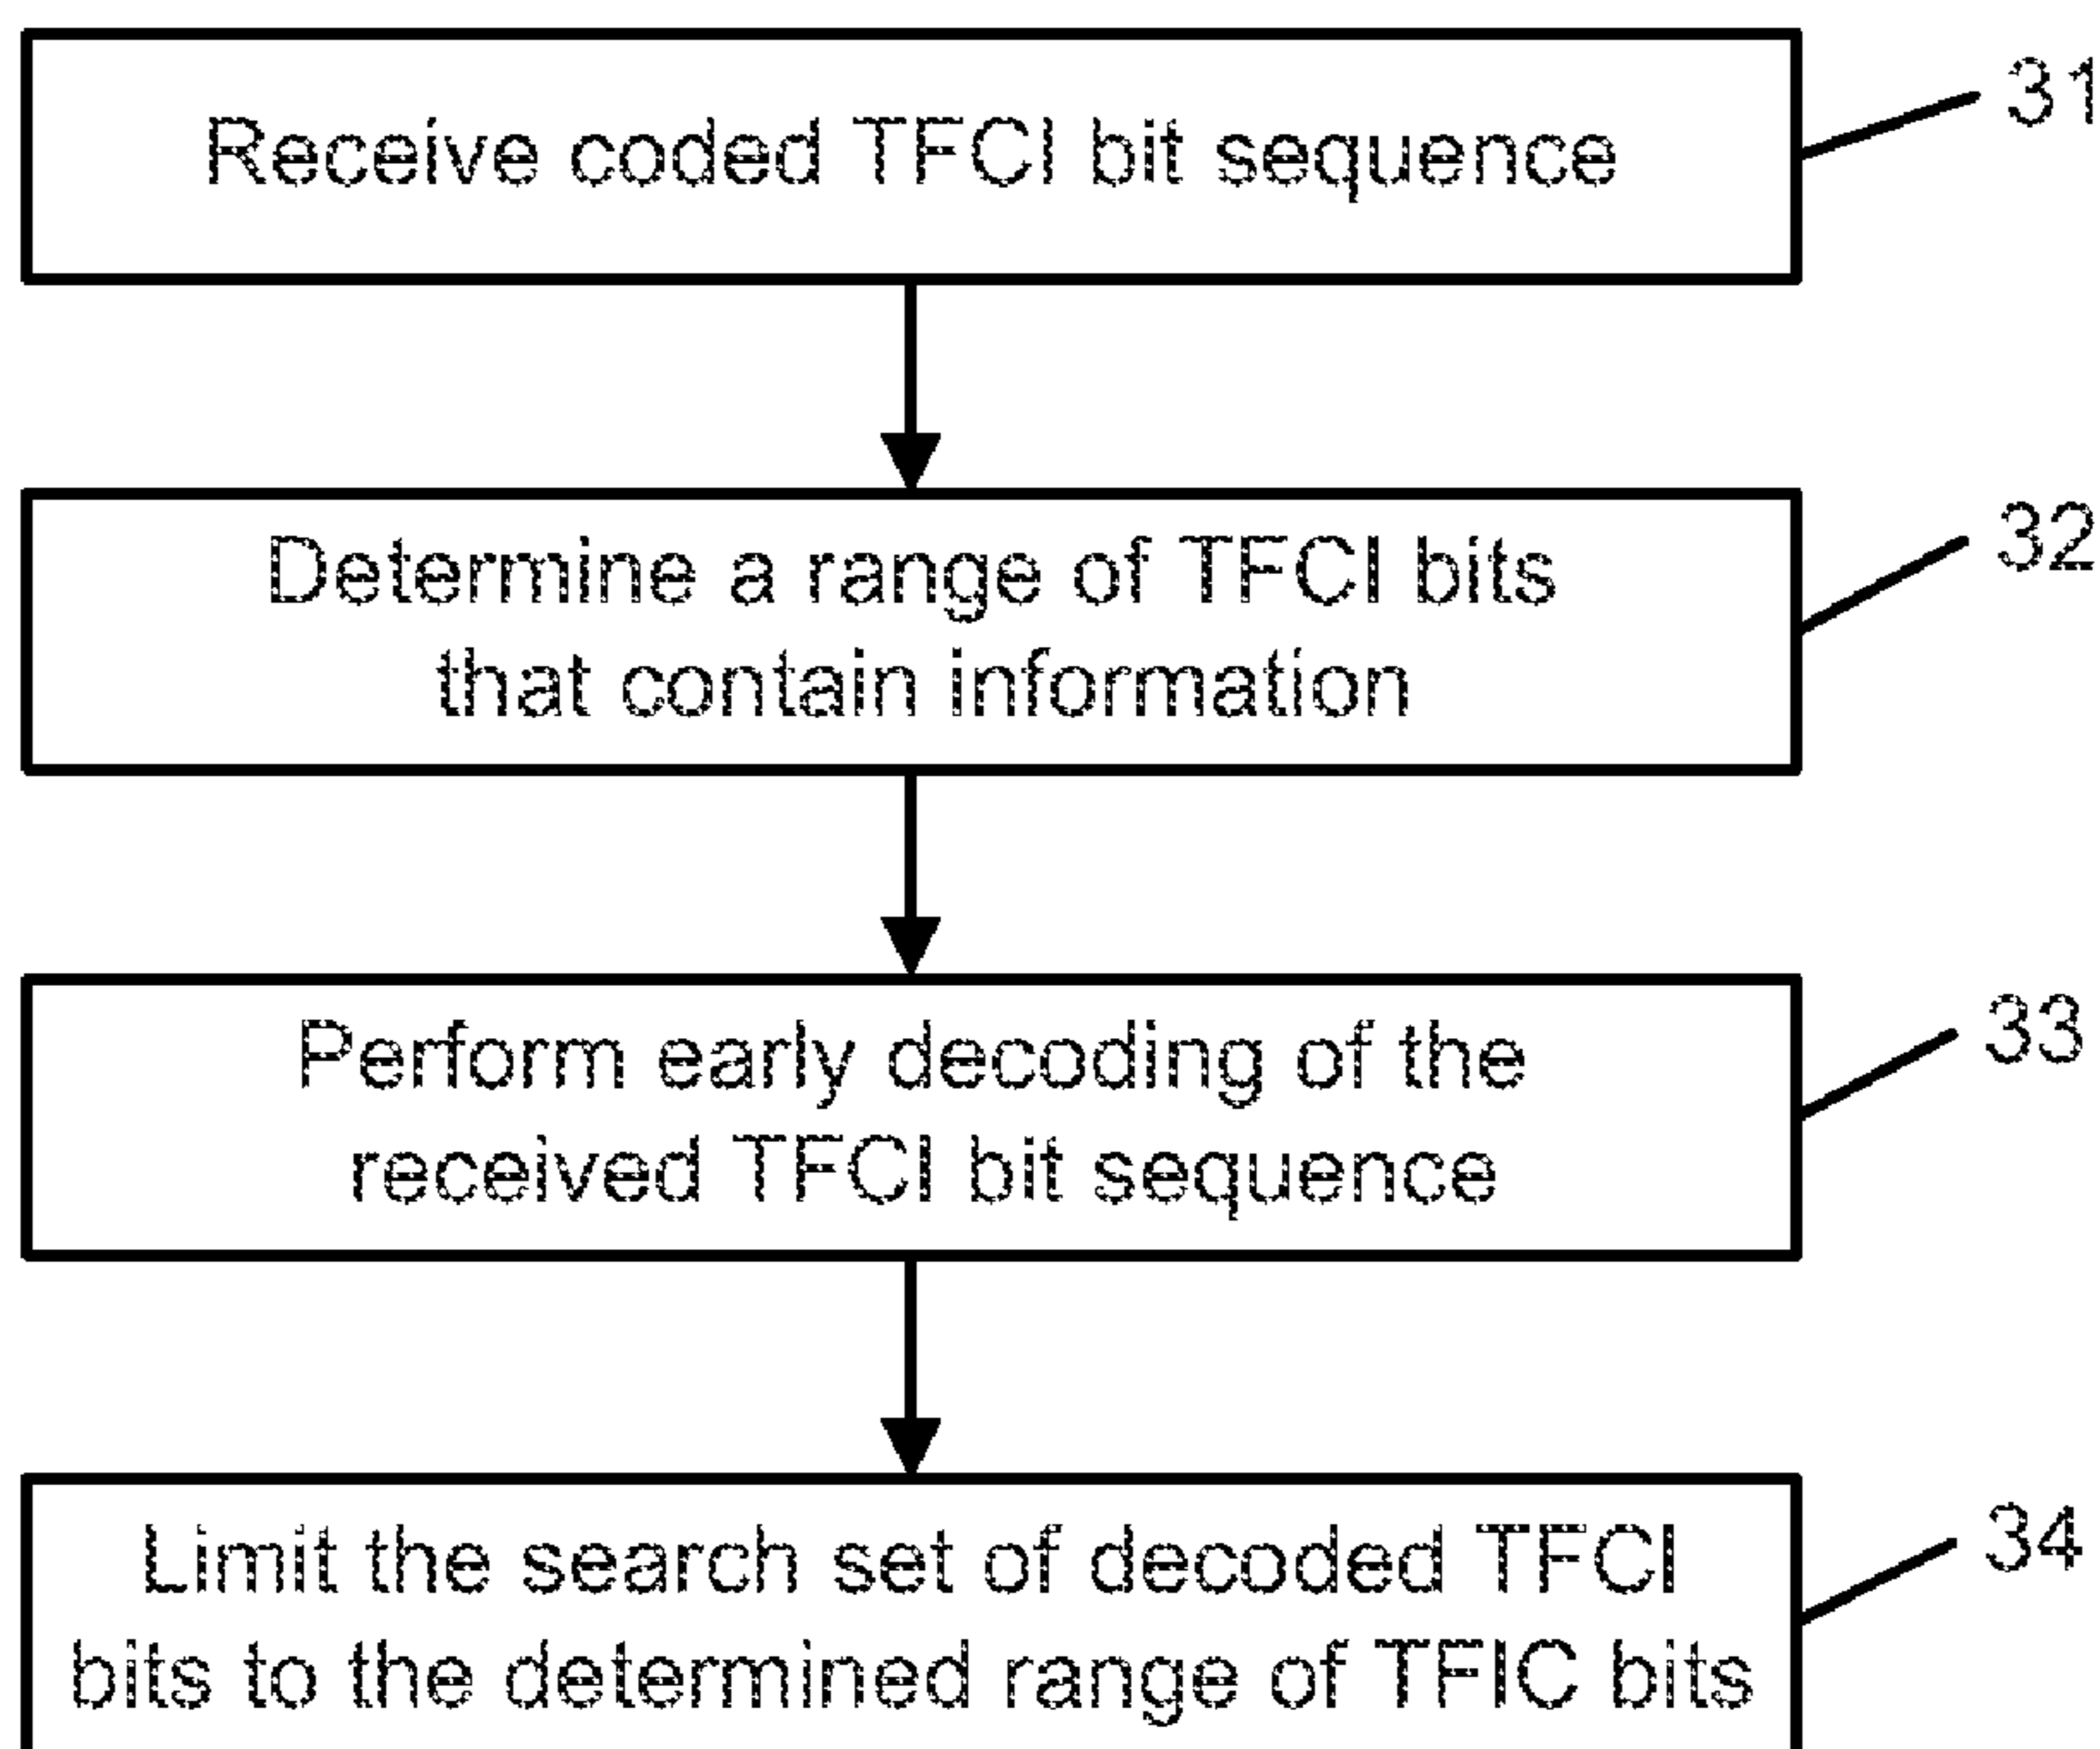 Receive coded TFCI bit sequence
31
Determine a range of TFCI bits
that contain information
32
Perform early decoding of the
received TFCI bit sequence
33
Limit the search set of decoded TFCI
bits to the determined range of TFIC bits
34